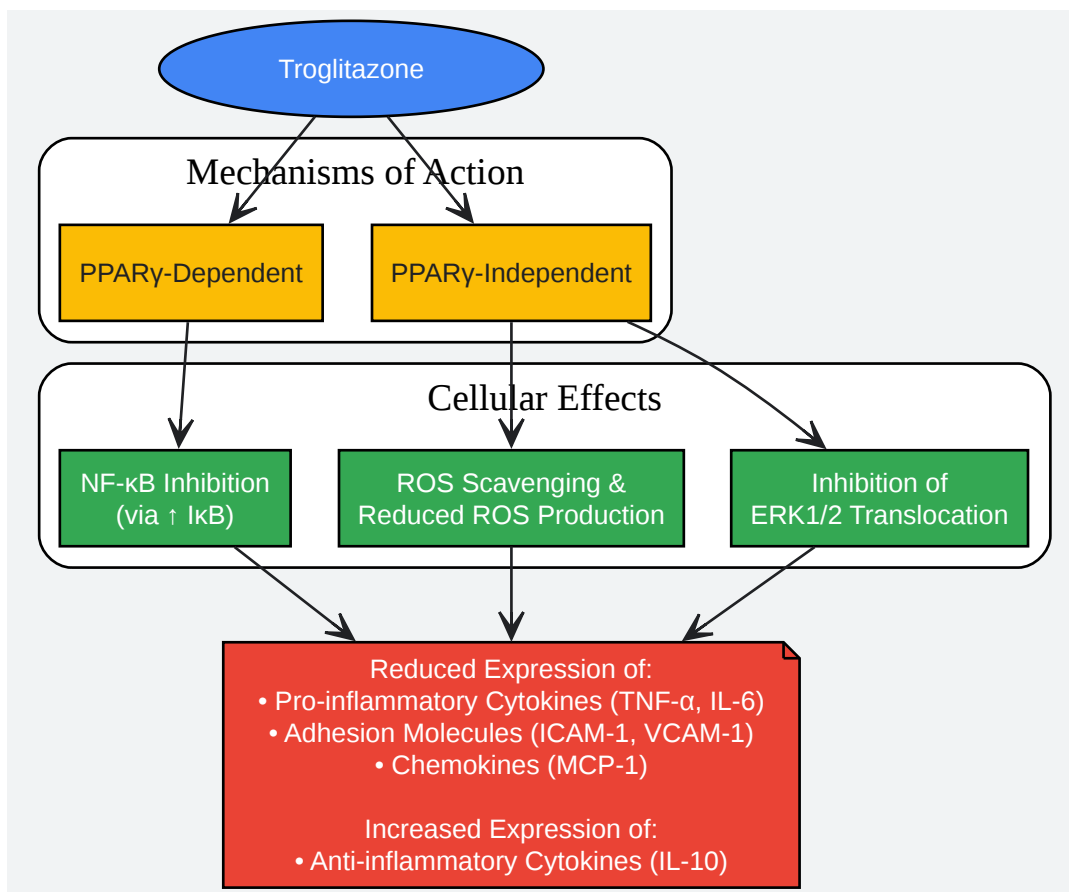 Troglitazone
Mechanisms of Action
PPARγ-Dependent
PPARγ-Independent
Cellular Effects
NF-κB Inhibition
(via ↑ IκB)
ROS Scavenging &
Reduced ROS Production
Inhibition of
ERK1/2 Translocation
Reduced Expression of:
• Pro-inflammatory Cytokines (TNF-α, IL-6)
• Adhesion Molecules (ICAM-1, VCAM-1)
• Chemokines (MCP-1)
Increased Expression of:
• Anti-inflammatory Cytokines (IL-10)